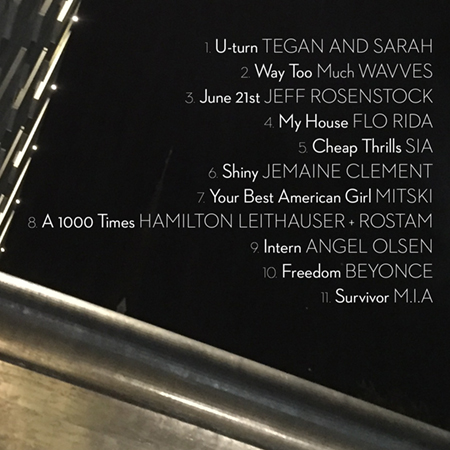 1. U-turn TEGAN AND SARAH
2. Way Too Much WAVVES
3. June 21st JEFF ROSENSTOCK
4. My House FLO RIDA
5. Cheap Thrills SIA
6. Shiny JEMAINE CLEMENT
7. Your Best American Girl MITSKI
8. A 1000 Times HAMILTON LEITHAUSER + ROSTAM
9. Intern ANGEL OLSEN
10. Freedom BEYONCE
11. Survivor M.I.A